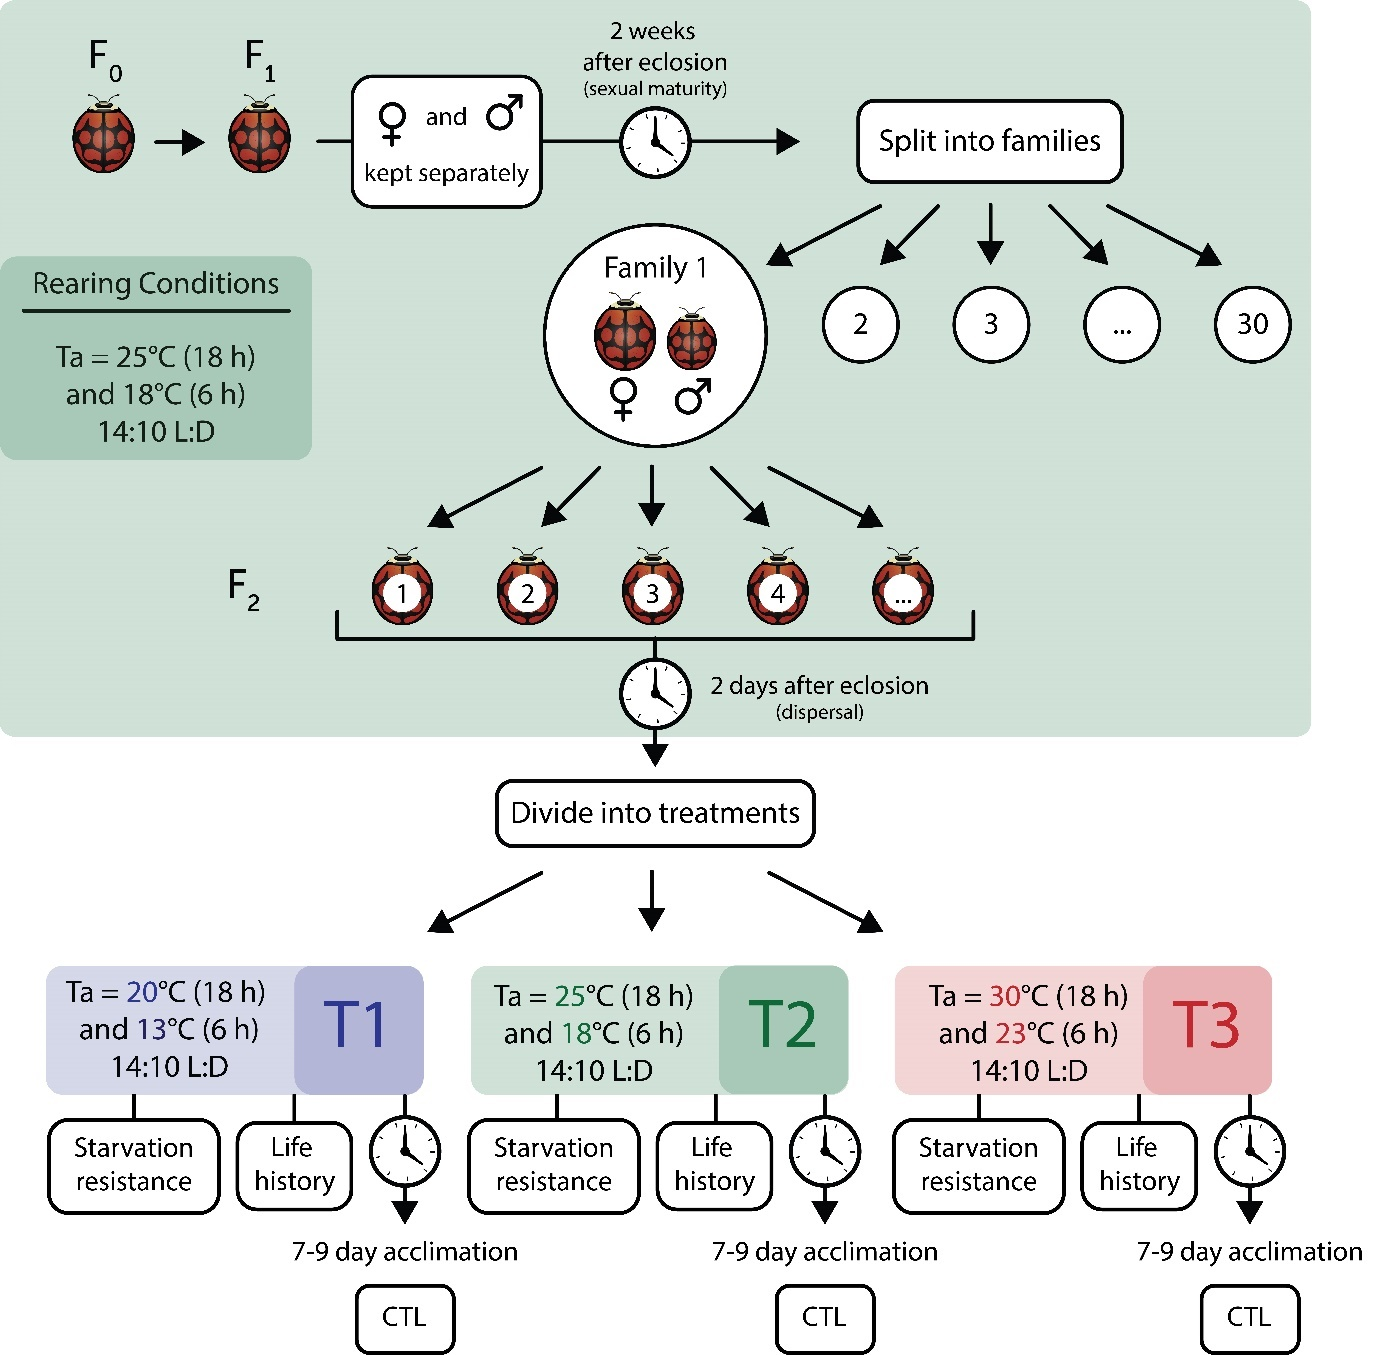 F0
F1
♀ and ♂
kept separately
2 weeks
after eclosion
(sexual maturity)
Split into families
Rearing Conditions
Ta = 25°C (18 h)
and 18°C (6 h)
14:10 L:D
Family 1
♀ ♂
2
3
...
30
F2
1
2
3
4
...
2 days after eclosion
(dispersal)
Divide into treatments
Ta = 20°C (18 h)
and 13°C (6 h)
14:10 L:D
T1
Ta = 25°C (18 h)
and 18°C (6 h)
14:10 L:D
T2
Ta = 30°C (18 h)
and 23°C (6 h)
14:10 L:D
T3
Starvation
resistance
Life
history
Starvation
resistance
Life
history
Starvation
resistance
Life
history
7-9 day acclimation
7-9 day acclimation
7-9 day acclimation
CTL
CTL
CTL